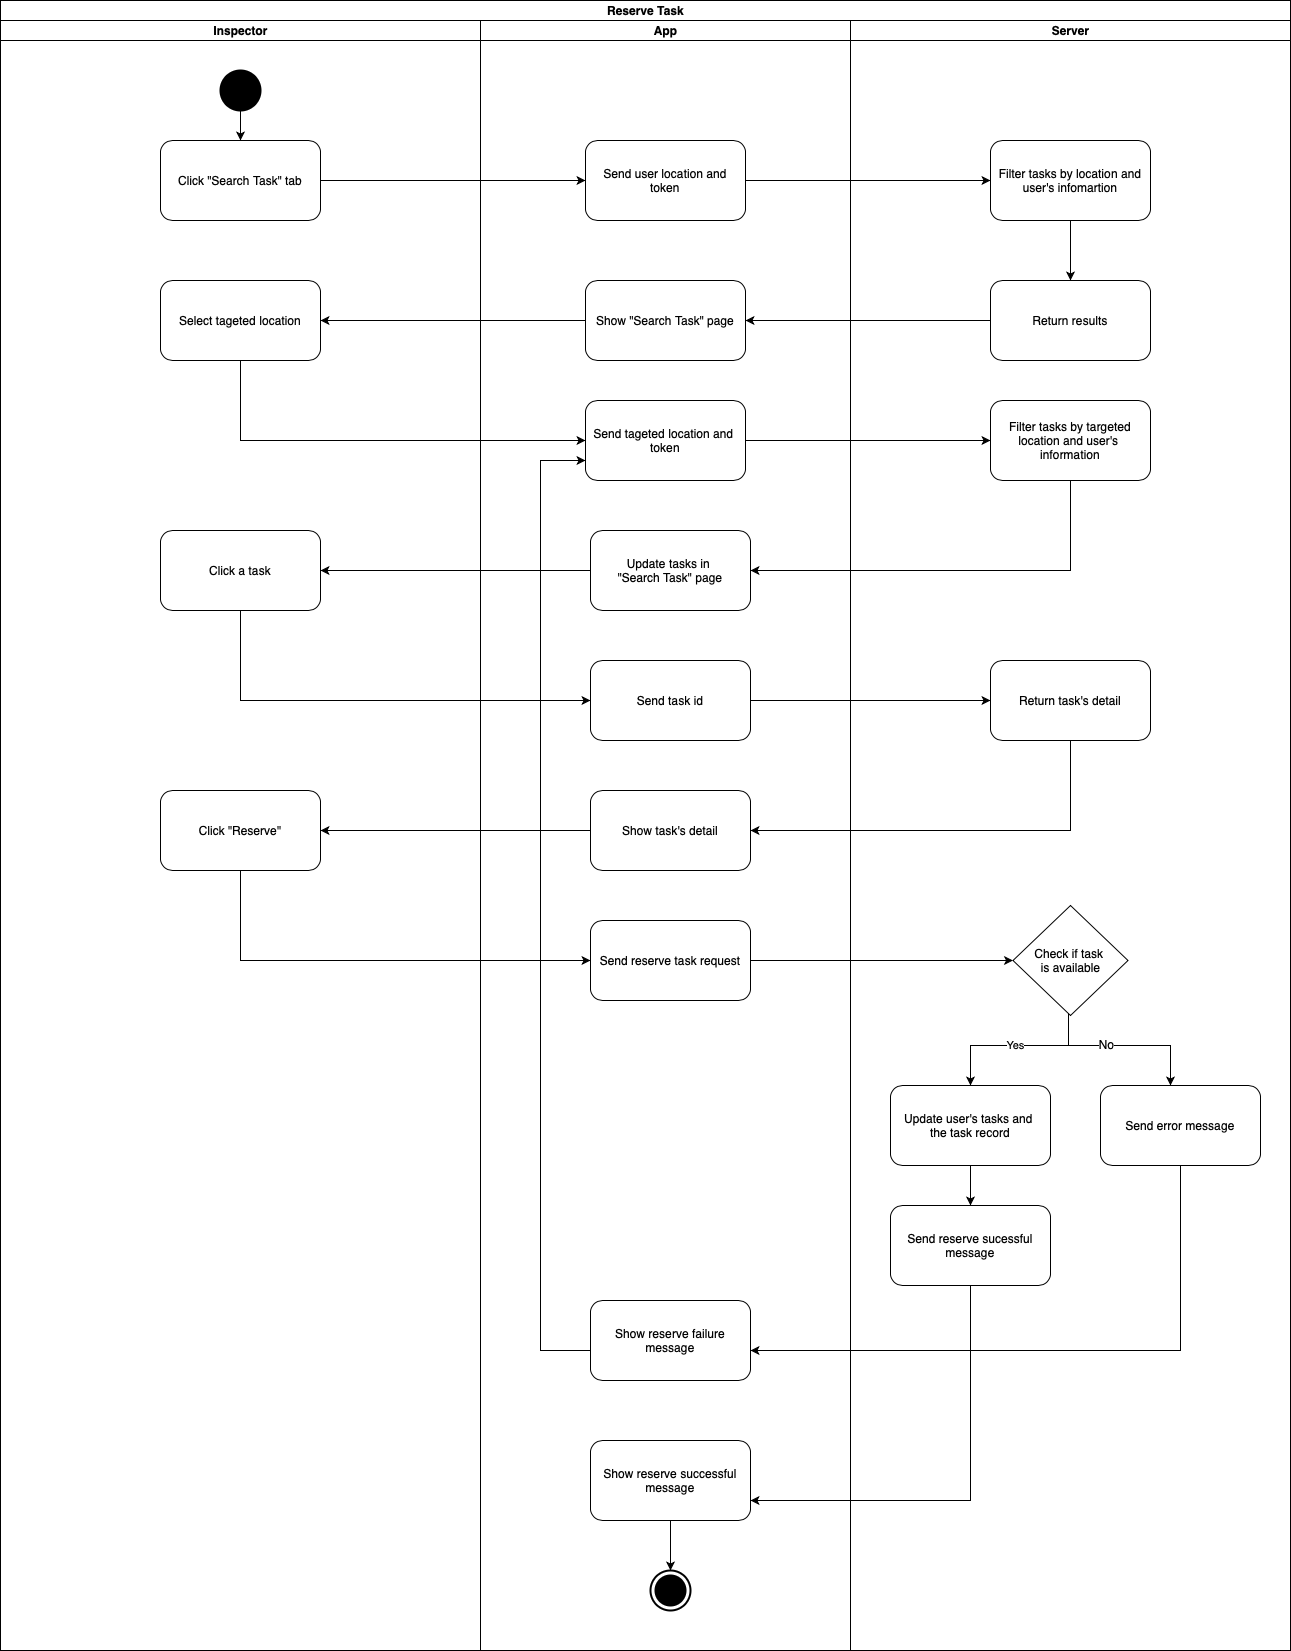 Reserve Task
Inspector
App
Server
Click "Search Task" tab
Send user location and
token
Filter tasks by location and
user's infomartion
Select tageted location
Show "Search Task" page
Return results
Send tageted location and
token
Filter tasks by targeted
location and user's
information
Click a task
Update tasks in
"Search Task" page
Send task id
Return task's detail
Click "Reserve"
Show task's detail
Send reserve task request
Check if task
is available
Yes
No
Update user's tasks and
the task record
Send error message
Send reserve sucessful
message
Show reserve failure
message
Show reserve successful
message